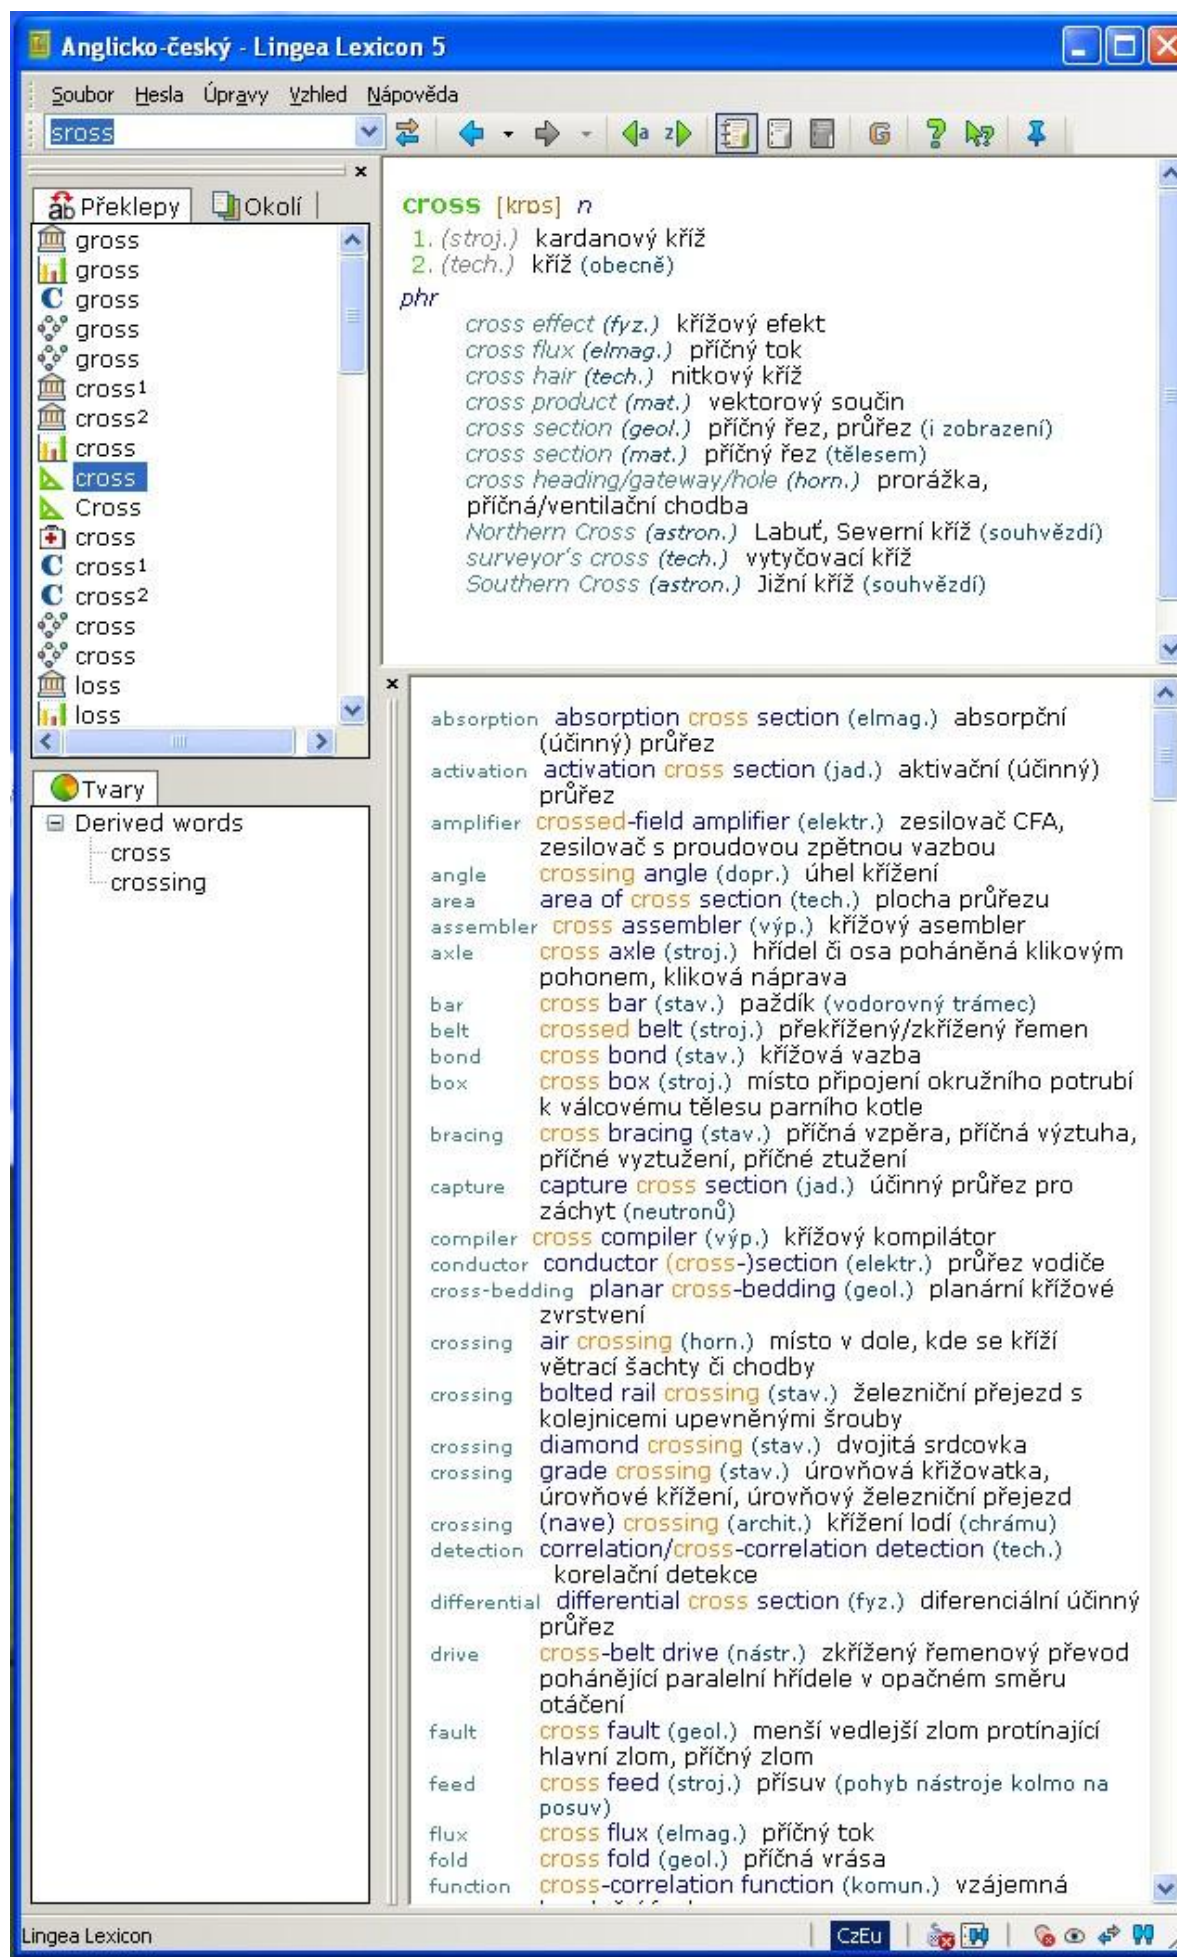 Anglicko-český - Lingea Lexicon 5
Soubor Hesla Úpravy Vzhled Nápověda
sross
a z G ? ?
Překlepy Okolí
gross
gross
C gross
gross
gross
cross1
cross2
cross
cross
Cross
cross
C cross1
C cross2
cross
cross
loss
loss
Tvary
Derived words
cross
crossing
cross [krɒs] n
1. (stroj.) kardanový kříž
2. (tech.) kříž (obecně)
phr
cross effect (fyz.) křížový efekt
cross flux (elmag.) příčný tok
cross hair (tech.) nitkový kříž
cross product (mat.) vektorový součin
cross section (geol.) příčný řez, průřez (i zobrazení)
cross section (mat.) příčný řez (tělesem)
cross heading/gateway/hole (horn.) prorážka,
příčná/ventilační chodba
Northern Cross (astron.) Labuť, Severní kříž (souhvězdí)
surveyor's cross (tech.) vytyčovací kříž
Southern Cross (astron.) Jižní kříž (souhvězdí)
absorption absorption cross section (elmag.) absorpční
(účinný) průřez
activation activation cross section (jad.) aktivační (účinný)
průřez
amplifier crossed-field amplifier (elektr.) zesilovač CFA,
zesilovač s proudovou zpětnou vazbou
angle crossing angle (dopr.) úhel křížení
area area of cross section (tech.) plocha průřezu
assembler cross assembler (výp.) křížový asembler
axle cross axle (stroj.) hřídel či osa poháněná klikovým
pohonem, kliková náprava
bar cross bar (stav.) paždík (vodorovný trámec)
belt crossed belt (stroj.) překřížený/zkřížený řemen
bond cross bond (stav.) křížová vazba
box cross box (stroj.) místo připojení okružního potrubí
k válcovému tělesu parního kotle
bracing cross bracing (stav.) příčná vzpěra, příčná výztuha,
příčné vyztužení, příčné ztužení
capture capture cross section (jad.) účinný průřez pro
záchyt (neutronů)
compiler cross compiler (výp.) křížový kompilátor
conductor conductor (cross-)section (elektr.) průřez vodiče
cross-bedding planar cross-bedding (geol.) planární křížové
zvrstvení
crossing air crossing (horn.) místo v dole, kde se kříží
větrací šachty či chodby
crossing bolted rail crossing (stav.) železniční přejezd s
kolejnicemi upevněnými šrouby
crossing diamond crossing (stav.) dvojitá srdcovka
crossing grade crossing (stav.) úrovňová křižovatka,
úrovňové křížení, úrovňový železniční přejezd
crossing (nave) crossing (archit.) křížení lodí (chrámu)
detection correlation/cross-correlation detection (tech.)
korelační detekce
differential differential cross section (fyz.) diferenciální účinný
průřez
drive cross-belt drive (nástr.) zkřížený řemenový převod
pohánějící paralelní hřídele v opačném směru
otáčení
fault cross fault (geol.) menší vedlejší zlom protínající
hlavní zlom, příčný zlom
feed cross feed (stroj.) přísuv (pohyb nástroje kolmo na
posuv)
flux cross flux (elmag.) příčný tok
fold cross fold (geol.) příčná vrása
function cross-correlation function (komun.) vzájemná
Lingea Lexicon
CzEu